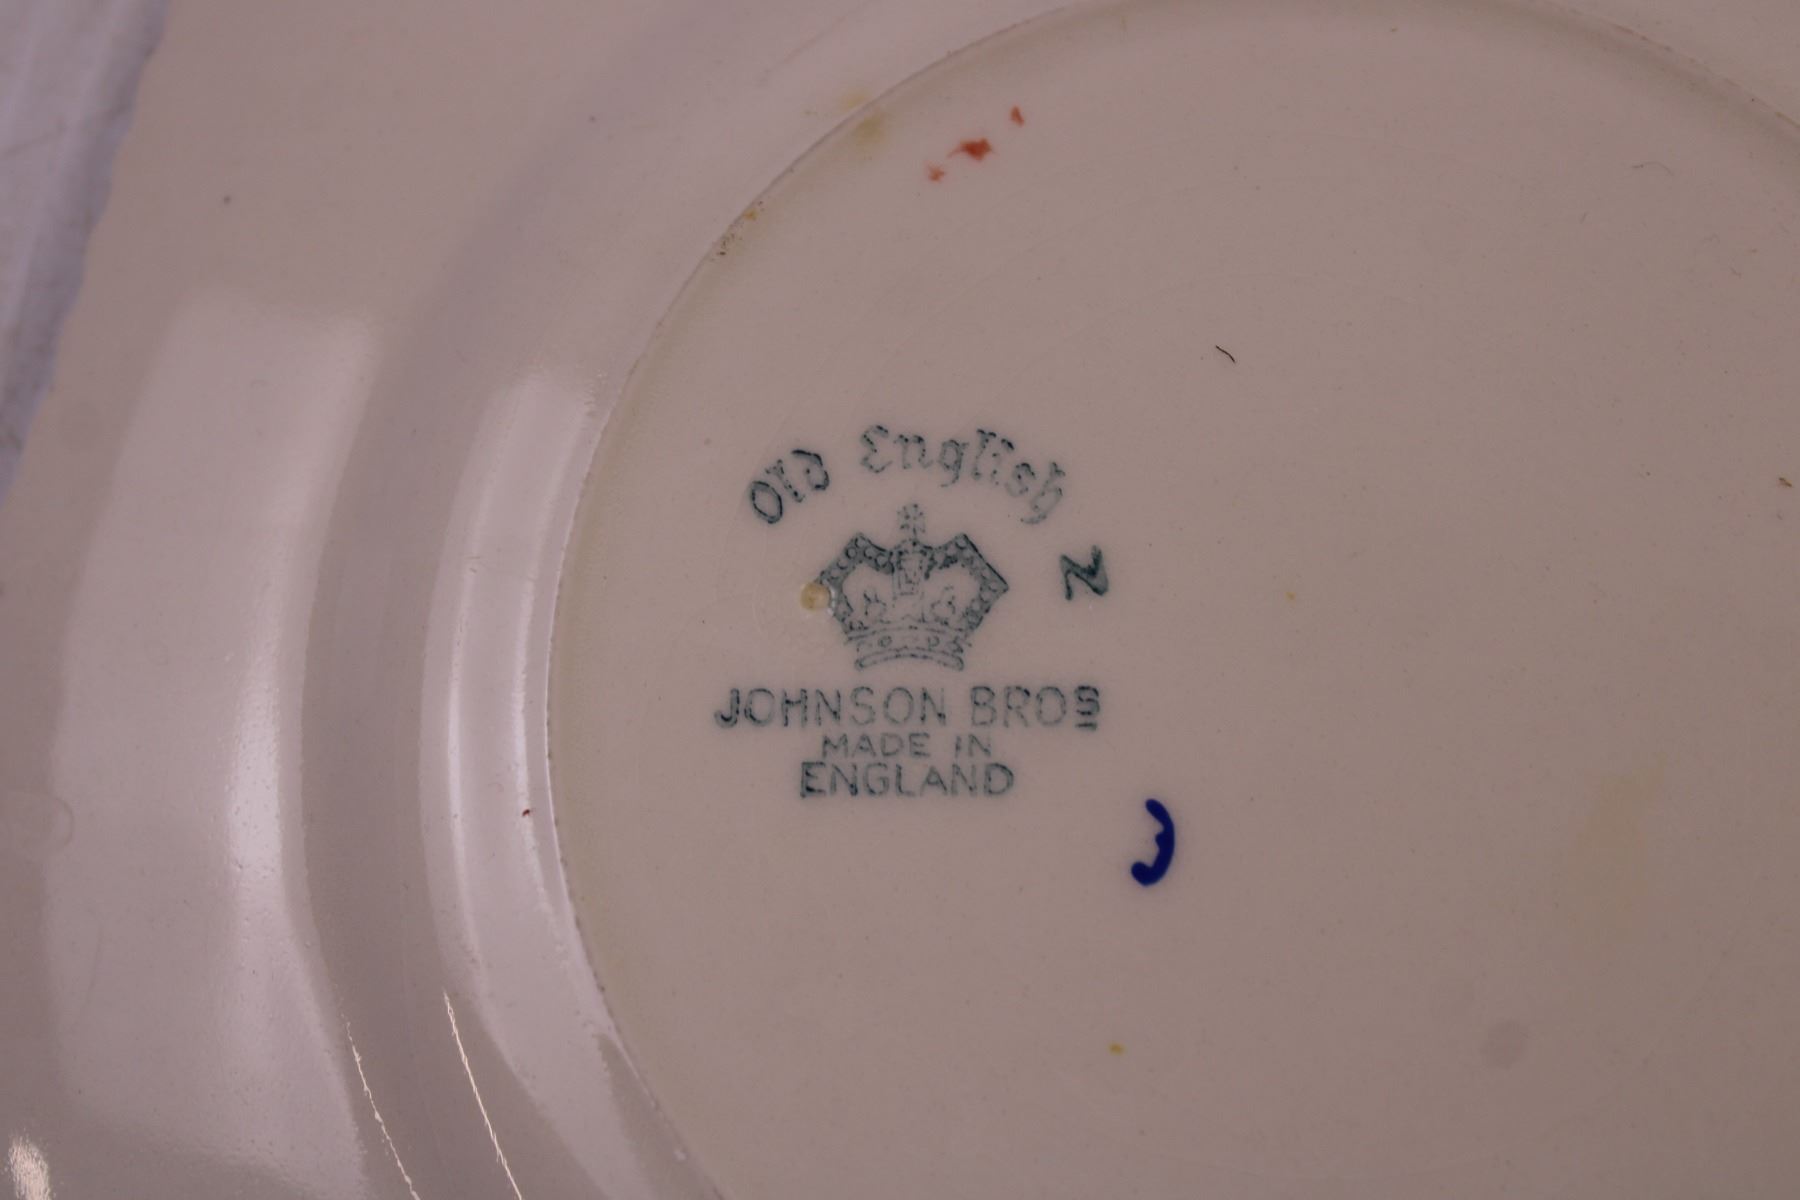 Old English
Z
JOHNSON BROS
MADE IN
ENGLAND